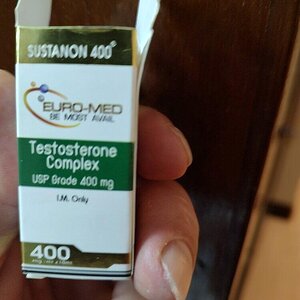 SUSTANON 400®
EURO-MED
BE MOST AVAIL
Testosterone
Complex
USP Grade 400 mg
I.M. Only
400